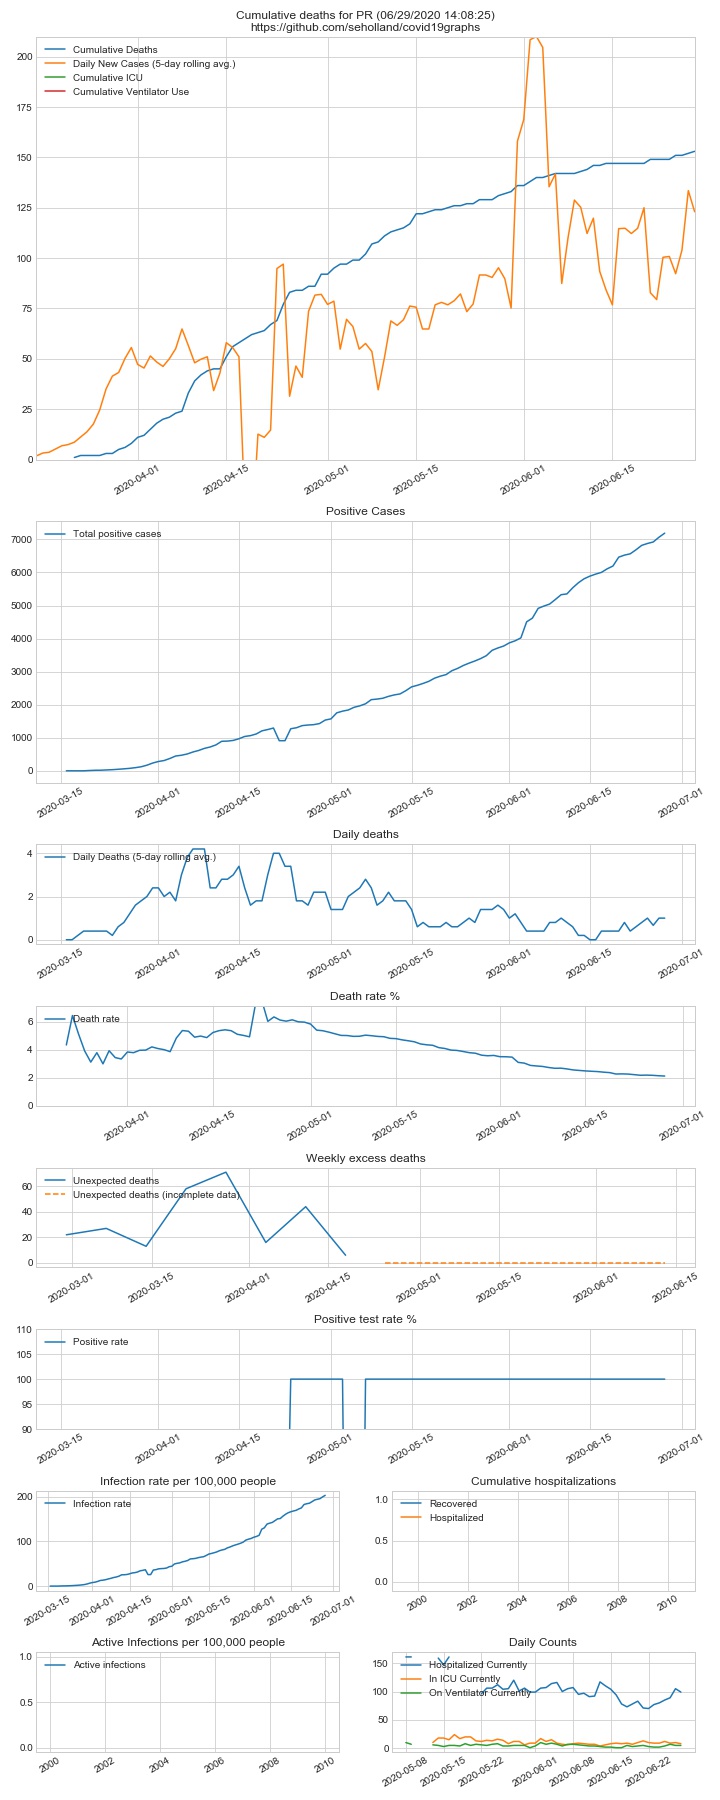 Cumulative deaths for PR (06/29/2020 14:08:25)
https://github.com/seholland/covid19graphs
Cumulative Deaths
Daily New Cases (5-day rolling avg.)
Cumulative ICU
Cumulative Ventilator Use
200
175
150
125
100
75
50
25
0
2020-04-01 2020-04-15 2020-05-01 2020-05-15 2020-06-01 2020-06-15
Positive Cases
Total positive cases
7000
6000
5000
4000
3000
2000
1000
0
2020-03-15 2020-04-01 2020-04-15 2020-05-01 2020-05-15 2020-06-01 2020-06-15 2020-07-01
Daily deaths
Daily Deaths (5-day rolling avg.)
4
2
0
2020-03-15 2020-04-01 2020-04-15 2020-05-01 2020-05-15 2020-06-01 2020-06-15 2020-07-01
Death rate %
Death rate
6
4
2
0
2020-04-01 2020-04-15 2020-05-01 2020-05-15 2020-06-01 2020-06-15 2020-07-01
Weekly excess deaths
Unexpected deaths
Unexpected deaths (incomplete data)
60
40
20
0
2020-03-01 2020-03-15 2020-04-01 2020-04-15 2020-05-01 2020-05-15 2020-06-01 2020-06-15
Positive test rate %
Positive rate
110
105
100
95
90
2020-03-15 2020-04-01 2020-04-15 2020-05-01 2020-05-15 2020-06-01 2020-06-15 2020-07-01
Infection rate per 100,000 people
Infection rate
200
100
0
2020-03-15 2020-04-01 2020-04-15 2020-05-01 2020-05-15 2020-06-01 2020-06-15 2020-07-01
Cumulative hospitalizations
Recovered
Hospitalized
1.0
0.5
0.0
2000 2002 2004 2006 2008 2010
Active Infections per 100,000 people
Active infections
1.0
0.5
0.0
2000 2002 2004 2006 2008 2010
Daily Counts
Hospitalized Currently
In ICU Currently
On Ventilator Currently
150
100
50
0
2020-05-08 2020-05-15 2020-05-22 2020-06-01 2020-06-08 2020-06-15 2020-06-22